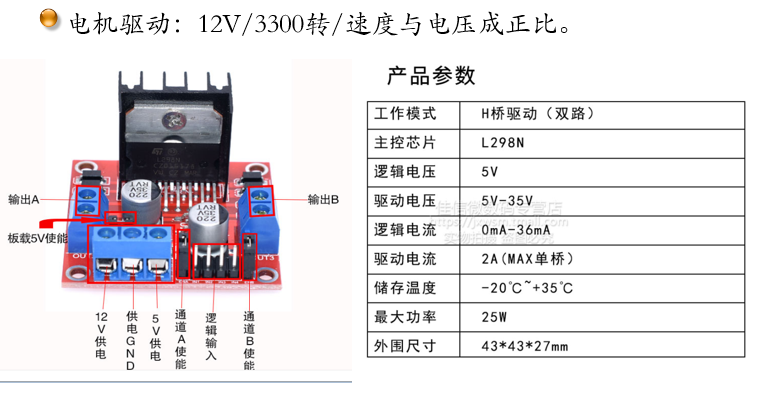 电机驱动：12V/3300转/速度与电压成正比。
产品参数
工作模式 H桥驱动（双路）
主控芯片 L298N
逻辑电压 5V
驱动电压 5V-35V
逻辑电流 0mA-36mA
驱动电流 2A(MAX单桥)
储存温度 -20℃~+35℃
最大功率 25W
外围尺寸 43*43*27mm
输出A
输出B
板载5V使能
220
35V
RVT
220
35V
RVT
12V供电
供电GND
5V供电
通道A使能
逻辑输入
通道B使能